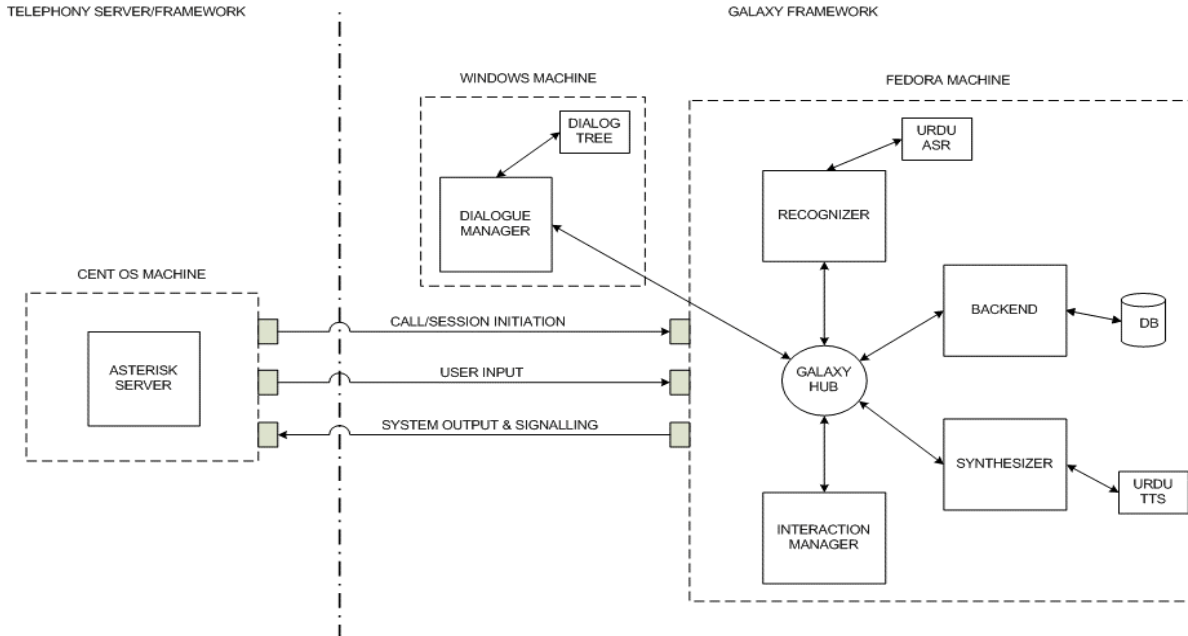 TELEPHONY SERVER/FRAMEWORK
GALAXY FRAMEWORK
WINDOWS MACHINE
FEDORA MACHINE
DIALOG
TREE
URDU
ASR
DIALOGUE
MANAGER
RECOGNIZER
CENT OS MACHINE
ASTERISK
SERVER
CALL/SESSION INITIATION
USER INPUT
SYSTEM OUTPUT & SIGNALLING
BACKEND
DB
GALAXY
HUB
SYNTHESIZER
URDU
TTS
INTERACTION
MANAGER